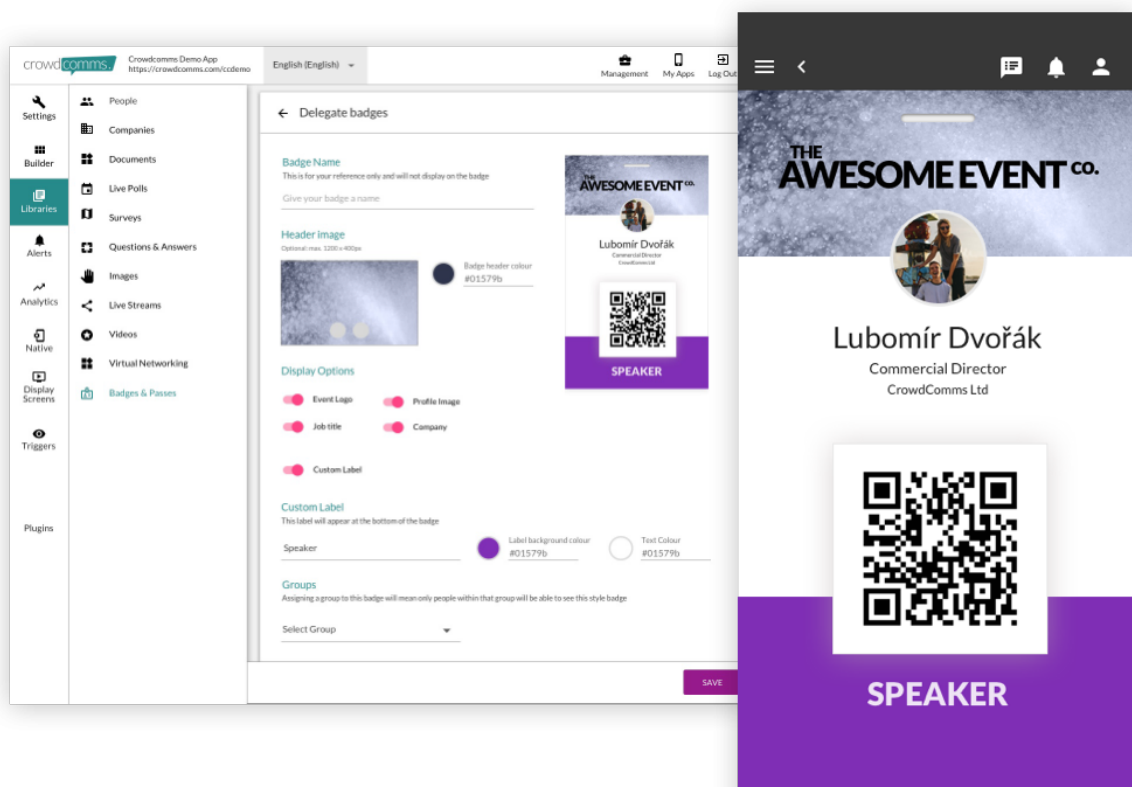 crowdcomms.
Crowdcomms Demo App
https://crowdcomms.com/ccdemo
English (English)
Management
My Apps
Log Out
Settings
Builder
Libraries
Alerts
Analytics
Native
Display
Screens
Triggers
Plugins
People
Companies
Documents
Live Polls
Surveys
Questions & Answers
Images
Live Streams
Videos
Virtual Networking
Badges & Passes
Delegate badges
Badge Name
This is for your reference only and will not display on the badge
Give your badge a name
Header image
Optional: max. 1200 x 400px
Badge header colour
#01579b
Display Options
Event Logo
Profile Image
Job title
Company
Custom Label
Custom Label
This label will appear at the bottom of the badge
Speaker
Label background colour
#01579b
Text Colour
#01579b
Groups
Assigning a group to this badge will mean only people within that group will be able to see this style badge
Select Group
SAVE
THE
AWESOME EVENT CO.
Lubomír Dvořák
Commercial Director
CrowdComms Ltd
SPEAKER
THE
AWESOME EVENT CO.
Lubomír Dvořák
Commercial Director
CrowdComms Ltd
SPEAKER